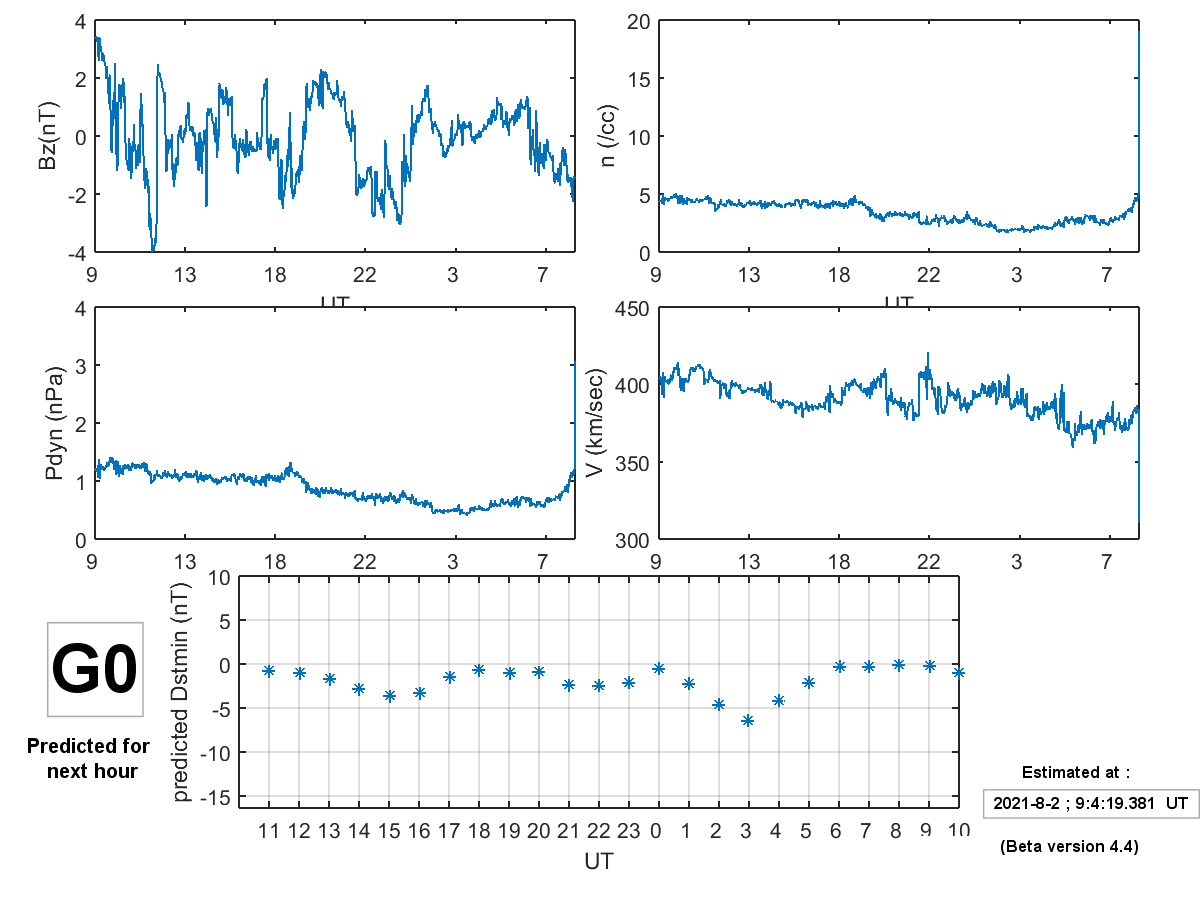 4
2
0
-2
-4
Bz(nT)
9 13 18 22 3 7
UT
20
15
10
5
0
n (/cc)
9 13 18 22 3 7
UT
4
3
2
1
0
Pdyn (nPa)
9 13 18 22 3 7
450
400
350
300
V (km/sec)
9 13 18 22 3 7
10
5
0
-5
-10
-15
predicted Dstmin (nT)
11 12 13 14 15 16 17 18 19 20 21 22 23 0 1 2 3 4 5 6 7 8 9 10
UT
G0
Predicted for
next hour
Estimated at :
2021-8-2 ; 9:4:19.381 UT
(Beta version 4.4)